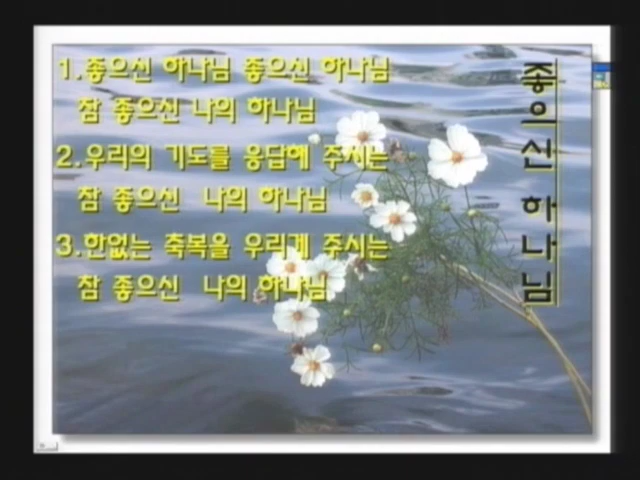 1.좋으신 하나님 좋으신 하나님
참 좋으신 나의 하나님
2.우리의 기도를 응답해 주시는
참 좋으신 나의 하나님
3.한없는 축복을 우리게 주시는
참 좋으신 나의 하나님
좋으신 하나님